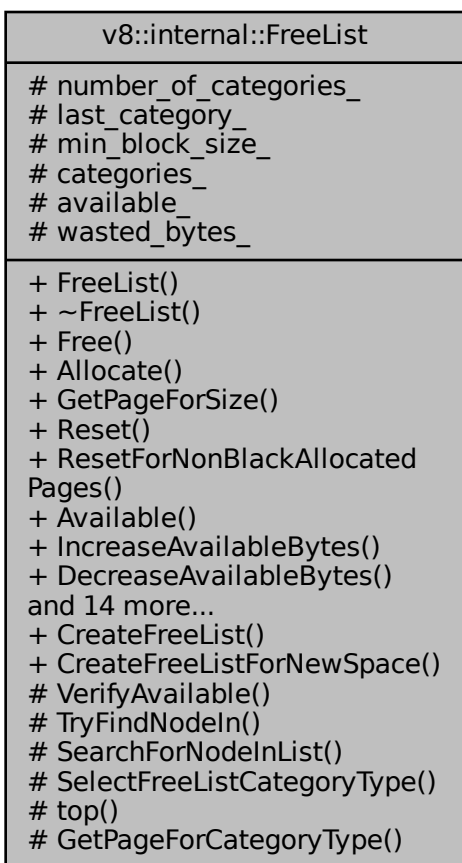 v8::internal::FreeList
# number_of_categories_
# last_category_
# min_block_size_
# categories_
# available_
# wasted_bytes_
+ FreeList()
+ ~FreeList()
+ Free()
+ Allocate()
+ GetPageForSize()
+ Reset()
+ ResetForNonBlackAllocated
Pages()
+ Available()
+ IncreaseAvailableBytes()
+ DecreaseAvailableBytes()
and 14 more...
+ CreateFreeList()
+ CreateFreeListForNewSpace()
# VerifyAvailable()
# TryFindNodeIn()
# SearchForNodeInList()
# SelectFreeListCategoryType()
# top()
# GetPageForCategoryType()